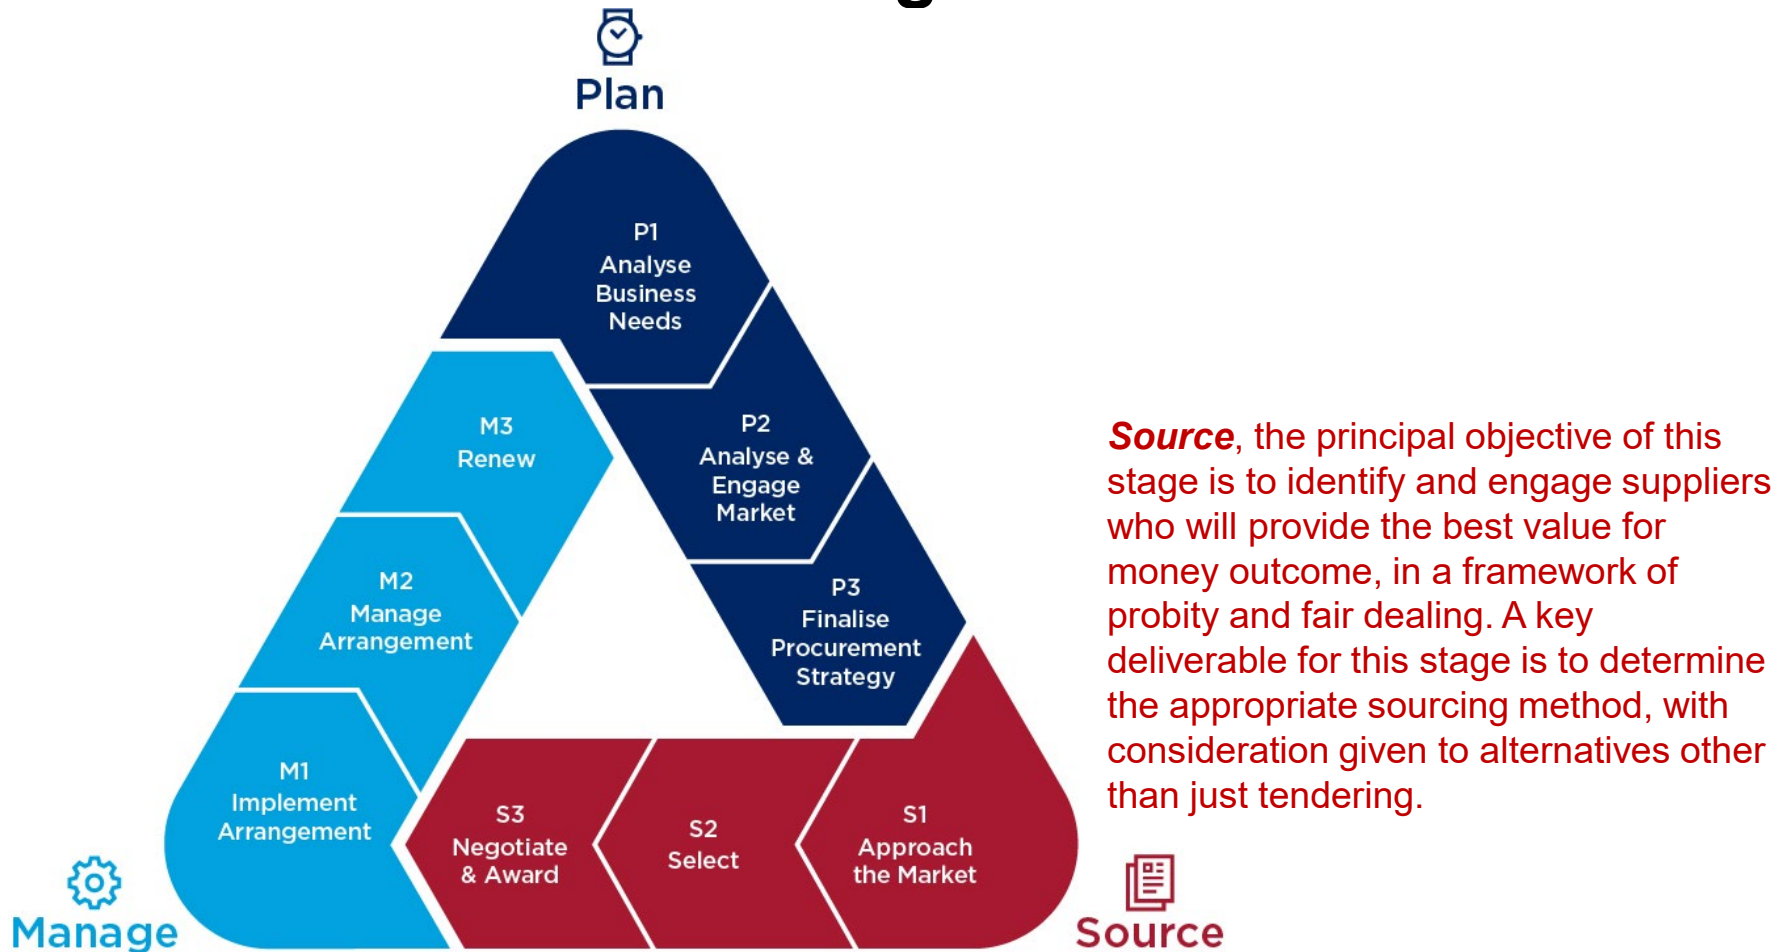 Plan
P1
Analyse
Business
Needs
P2
Analyse &
Engage
Market
P3
Finalise
Procurement
Strategy
S1
Approach
the Market
S2
Select
S3
Negotiate
& Award
M1
Implement
Arrangement
M2
Manage
Arrangement
M3
Renew
Manage
Source
Source, the principal objective of this
stage is to identify and engage suppliers
who will provide the best value for
money outcome, in a framework of
probity and fair dealing. A key
deliverable for this stage is to determine
the appropriate sourcing method, with
consideration given to alternatives other
than just tendering.